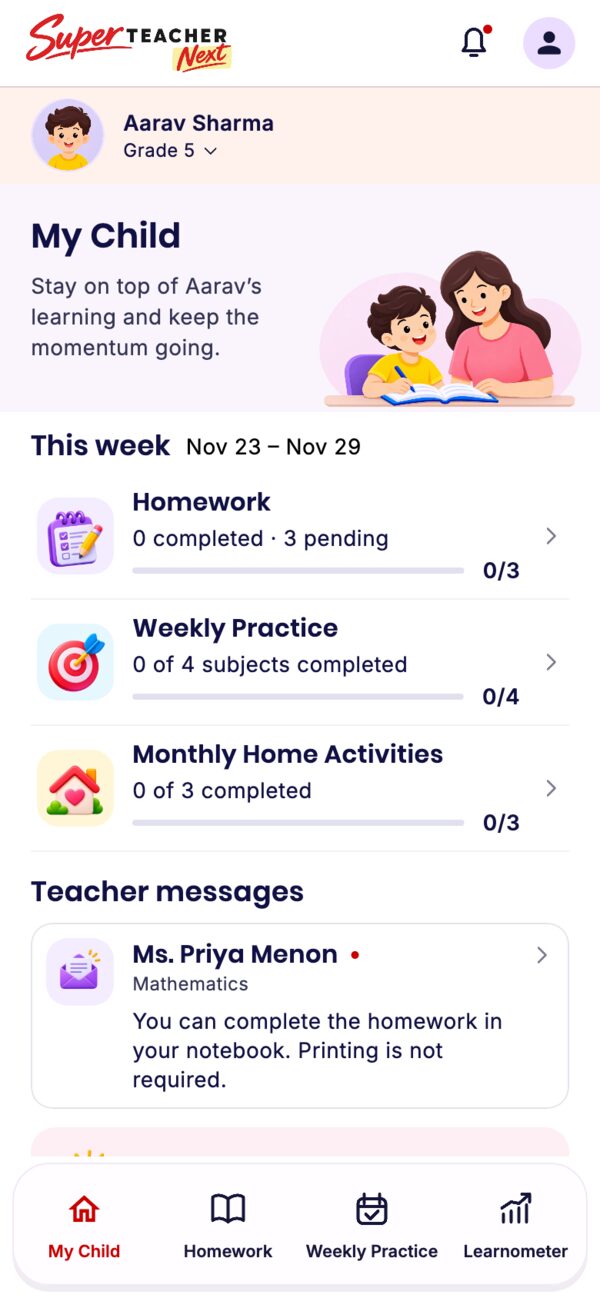 Super TEACHER
Next
Aarav Sharma
Grade 5
My Child
Stay on top of Aarav’s
learning and keep the
momentum going.
This week Nov 23 – Nov 29
Homework
0 completed · 3 pending
0/3
Weekly Practice
0 of 4 subjects completed
0/4
Monthly Home Activities
0 of 3 completed
0/3
Teacher messages
Ms. Priya Menon
Mathematics
You can complete the homework in
your notebook. Printing is not
required.
My Child Homework Weekly Practice Learnometer